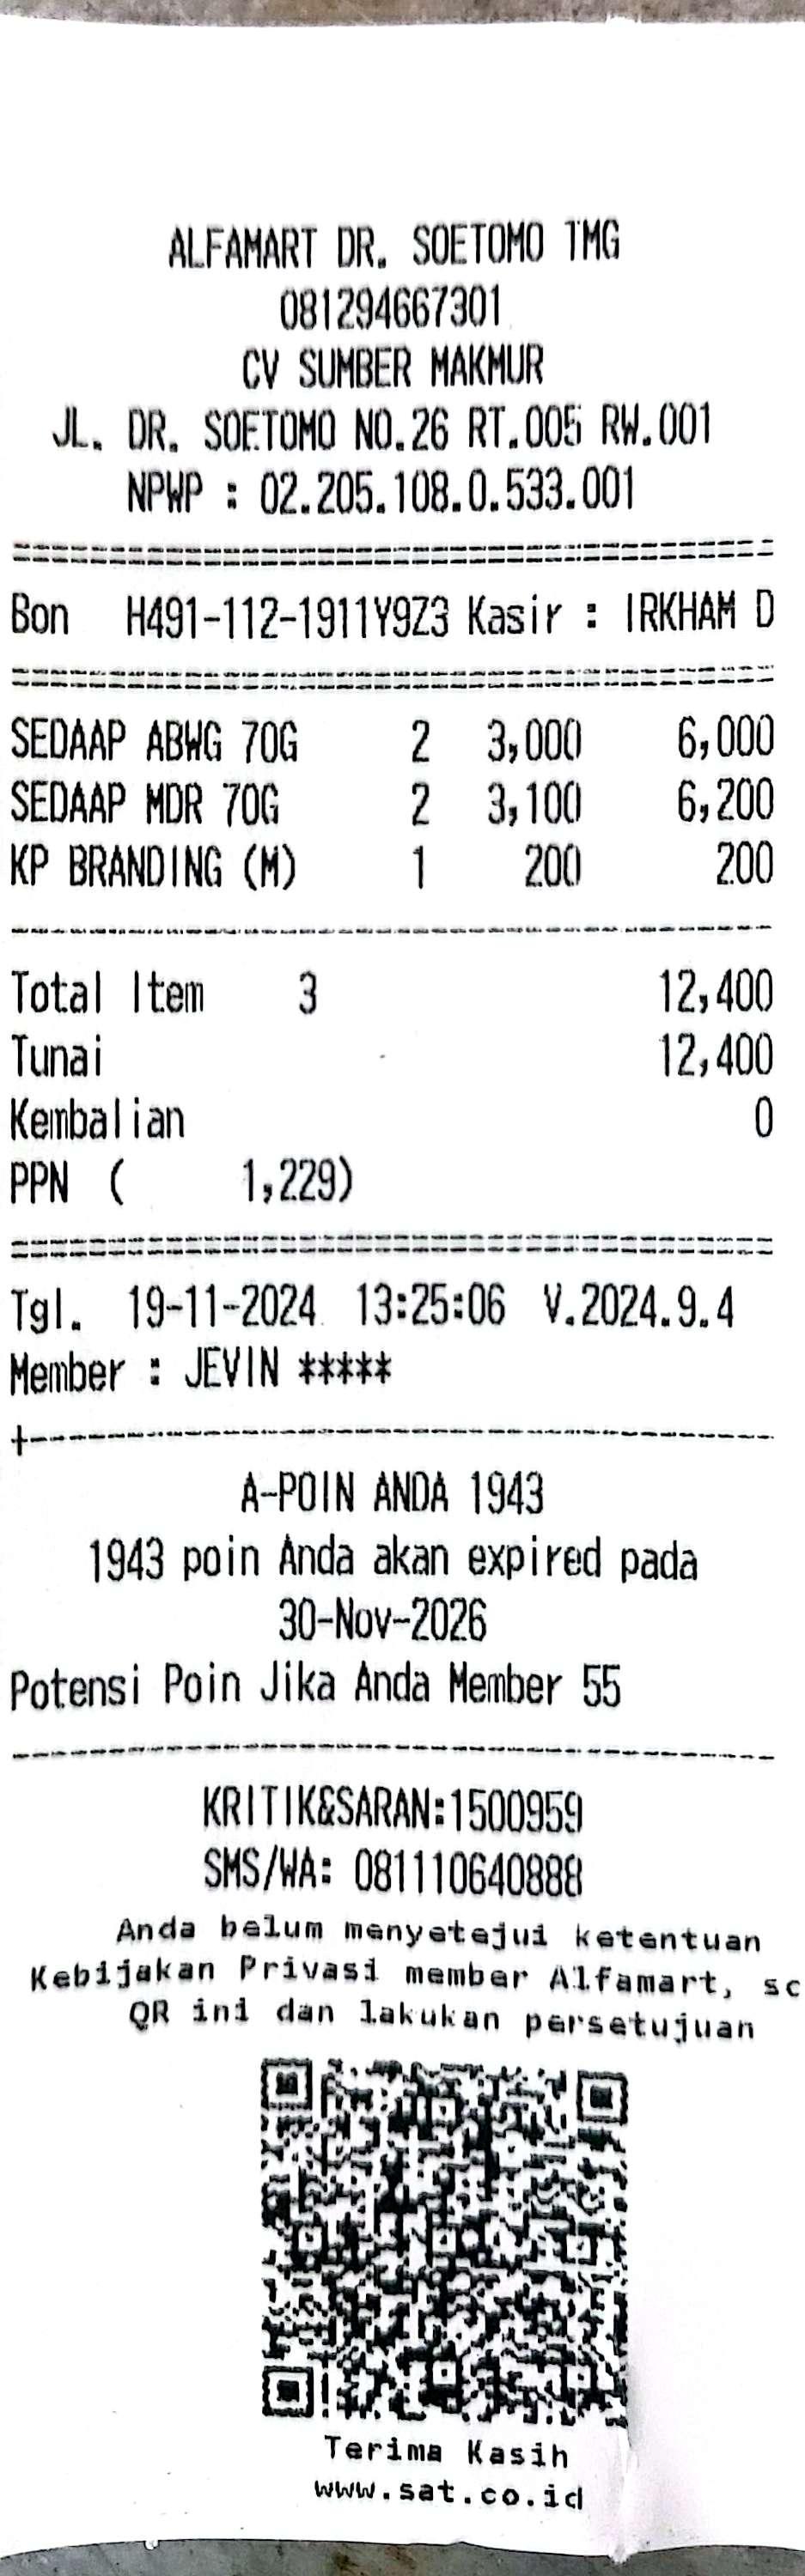 ALFAMART DR. SOETOMO TMG
081294667301
CV SUMBER MAKMUR
JL. DR. SOETOMO NO.26 RT.005 RW.001
NPWP : 02.205.108.0.533.001
Bon H491-112-1911Y9Z3 Kasir : IRKHAM D
SEDAAP ABWG 70G 2 3,000 6,000
SEDAAP MDR 70G 2 3,100 6,200
KP BRANDING (M) 1 200 200
Total Item 3 12,400
Tunai 12,400
Kembalian 0
PPN ( 1,229)
Tgl. 19-11-2024 13:25:06 V.2024.9.4
Member : JEVIN *****
A-POIN ANDA 1943
1943 poin Anda akan expired pada
30-Nov-2026
Potensi Poin Jika Anda Member 55
KRITIK&SARAN:1500959
SMS/WA: 081110640888
Anda belum menyetejui ketentuan
Kebijakan Privasi member Alfamart, sc
QR ini dan lakukan persetujuan
Terima Kasih
www.sat.co.id